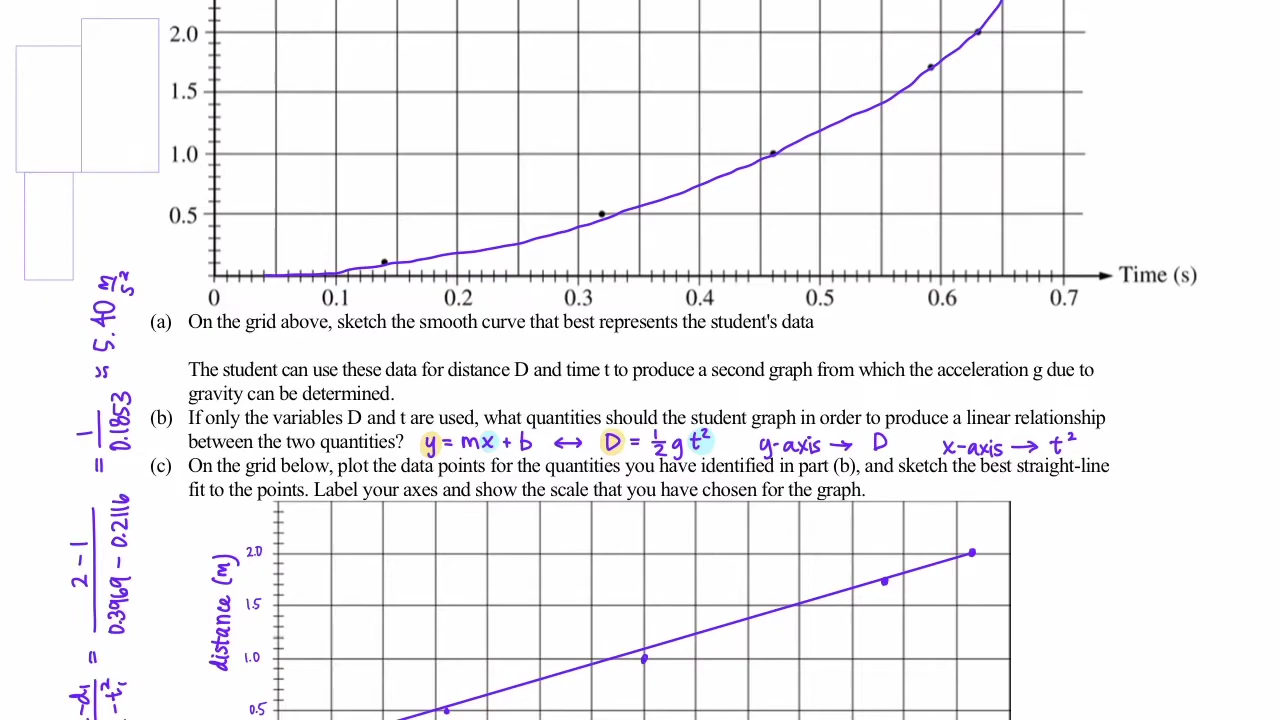 2.0
1.5
1.0
0.5
0 0.1 0.2 0.3 0.4 0.5 0.6 0.7 Time (s)
(a) On the grid above, sketch the smooth curve that best represents the student's data
The student can use these data for distance D and time t to produce a second graph from which the acceleration g due to
gravity can be determined.
(b) If only the variables D and t are used, what quantities should the student graph in order to produce a linear relationship
between the two quantities? y = mx + b ↔ D = ½ g t² y-axis → D x-axis → t²
(c) On the grid below, plot the data points for the quantities you have identified in part (b), and sketch the best straight-line
fit to the points. Label your axes and show the scale that you have chosen for the graph.
distance (m)
2.0
1.5
1.0
0.5
-d₁ / -t₁² = 2 - 1 / 0.3969 - 0.2116 = 1 / 0.1853 ≈ 5.40 m/s²